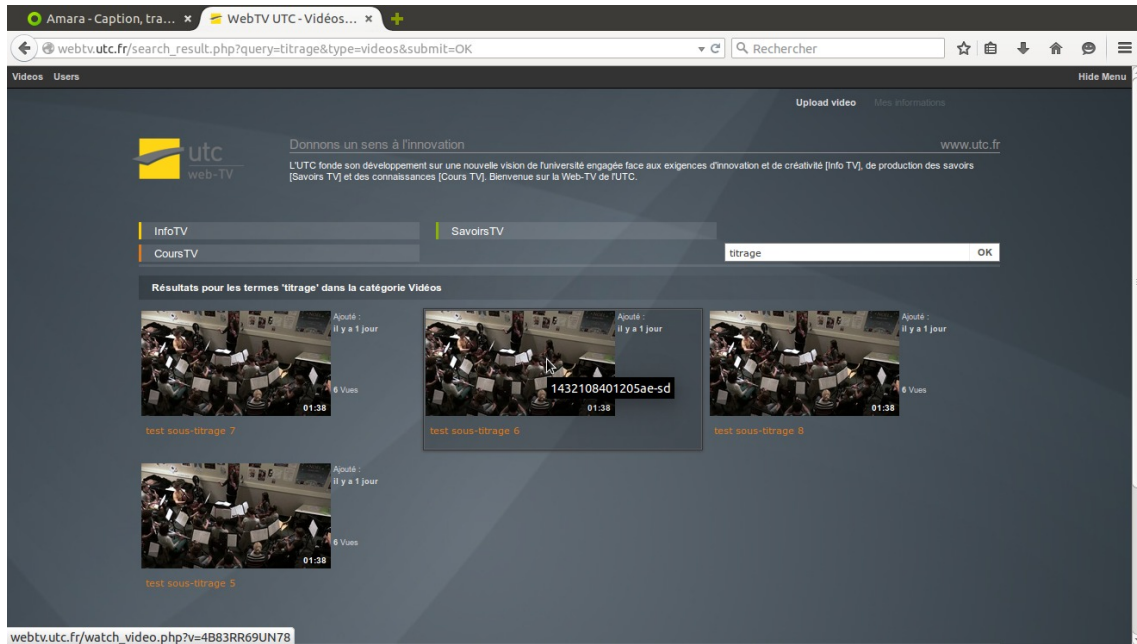 Amara - Caption, tra...
WebTV UTC - Vidéos...
webtv.utc.fr/search_result.php?query=titrage&type=videos&submit=OK
Rechercher
Videos Users
Hide Menu
Upload video Mes informations
utc
web-TV
Donnons un sens à l'innovation
www.utc.fr
L'UTC fonde son développement sur une nouvelle vision de l'université engagée face aux exigences d'innovation et de créativité [Info TV], de production des savoirs
[Savoirs TV] et des connaissances [Cours TV]. Bienvenue sur la Web-TV de l'UTC.
InfoTV
SavoirsTV
CoursTV
titrage
OK
Résultats pour les termes 'titrage' dans la catégorie Vidéos
Ajouté :
il y a 1 jour
6 Vues
01:38
test sous-titrage 7
Ajouté :
il y a 1 jour
1432108401205ae-sd
01:38
test sous-titrage 6
Ajouté :
il y a 1 jour
6 Vues
01:38
test sous-titrage 8
Ajouté :
il y a 1 jour
6 Vues
01:38
test sous-titrage 5
webtv.utc.fr/watch_video.php?v=4B83RR69UN78